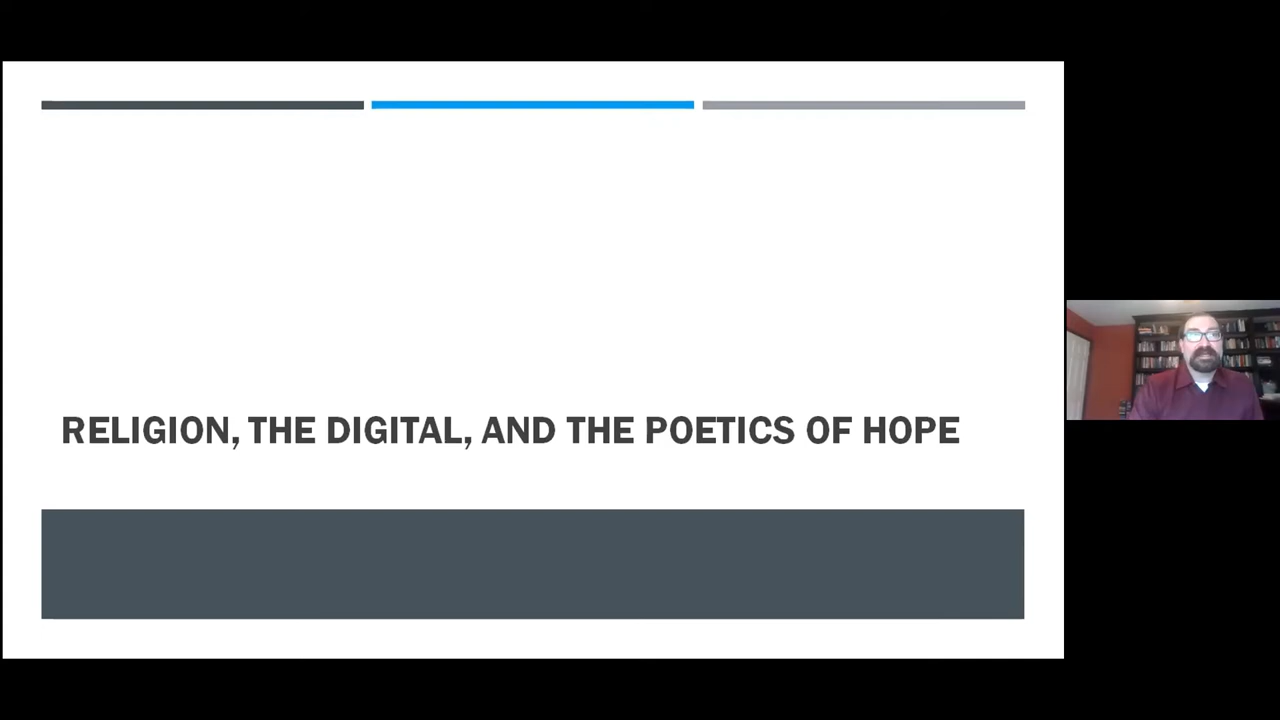 RELIGION, THE DIGITAL, AND THE POETICS OF HOPE